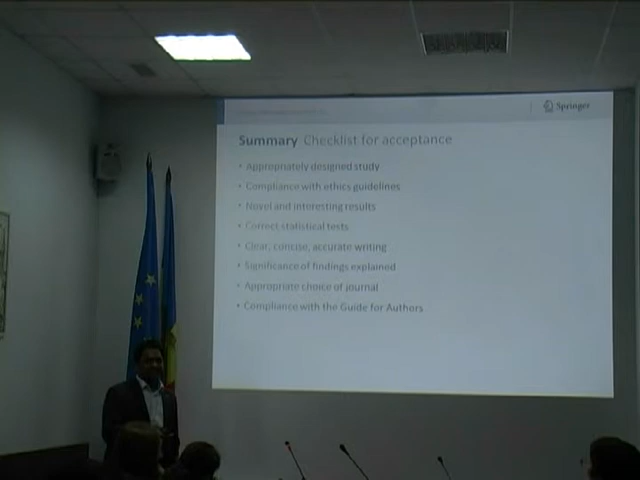 Springer
Summary Checklist for acceptance
• Appropriately designed study
• Compliance with ethics guidelines
• Novel and interesting results
• Correct statistical tests
• Clear, concise, accurate writing
• Significance of findings explained
• Appropriate choice of journal
• Compliance with the Guide for Authors